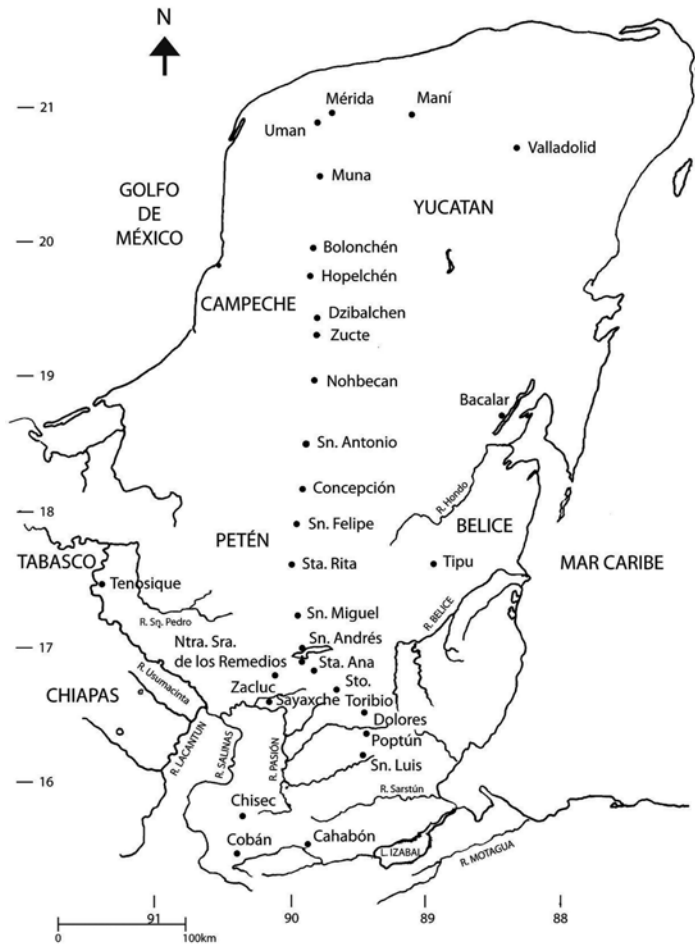 N
21
Mérida
Maní
Uman
Valladolid
Muna
GOLFO
DE
MÉXICO
YUCATAN
20
Bolonchén
Hopelchén
CAMPECHE
Dzibalchen
Zucte
19
Nohbecan
Bacalar
Sn. Antonio
Concepción
R. Hondo
18
Sn. Felipe
BELICE
PETÉN
TABASCO
Sta. Rita
Tipu
MAR CARIBE
Tenosique
R. Sn. Pedro
Sn. Miguel
R. BELICE
17
Sn. Andrés
Ntra. Sra.
de los Remedios
Sta. Ana
Sto.
Toribio
R. Usumacinta
Zacluc
Sayaxche
CHIAPAS
Dolores
Poptún
R. LACANTUN
R. SALINAS
R. PASIÓN
Sn. Luis
16
R. Sarstún
Chisec
Cobán
Cahabón
L. IZABAL
R. MOTAGUA
91
90
89
88
0
100km